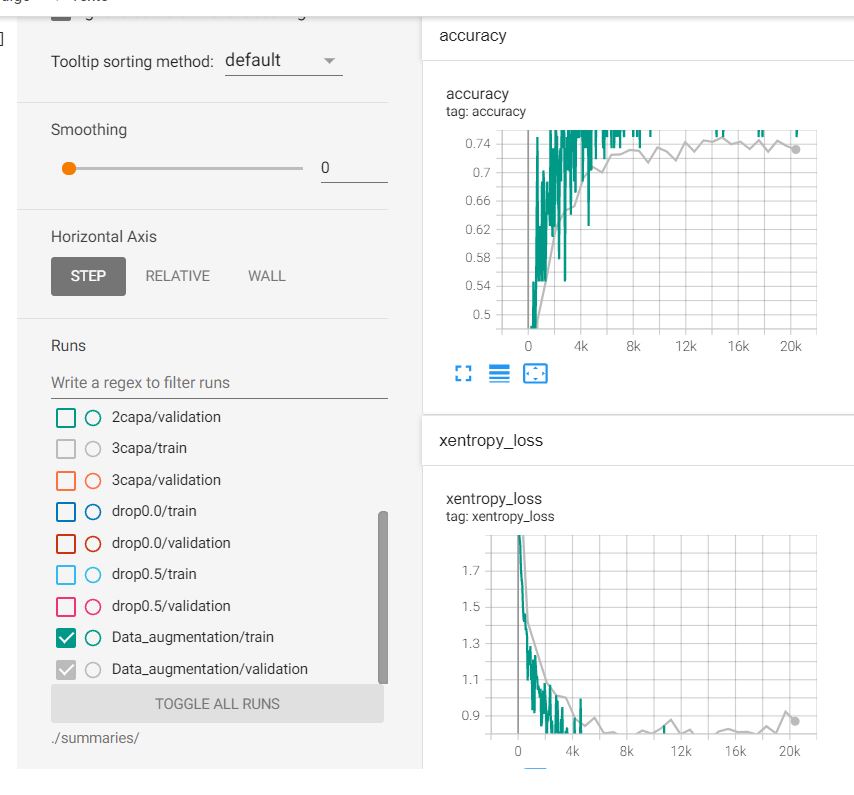 Tooltip sorting method: default
Smoothing
0
Horizontal Axis
STEP RELATIVE WALL
Runs
Write a regex to filter runs
2capa/validation
3capa/train
3capa/validation
drop0.0/train
drop0.0/validation
drop0.5/train
drop0.5/validation
Data_augmentation/train
Data_augmentation/validation
TOGGLE ALL RUNS
./summaries/
accuracy
accuracy
tag: accuracy
0.74
0.7
0.66
0.62
0.58
0.54
0.5
0 4k 8k 12k 16k 20k
xentropy_loss
xentropy_loss
tag: xentropy_loss
1.7
1.5
1.3
1.1
0.9
0 4k 8k 12k 16k 20k